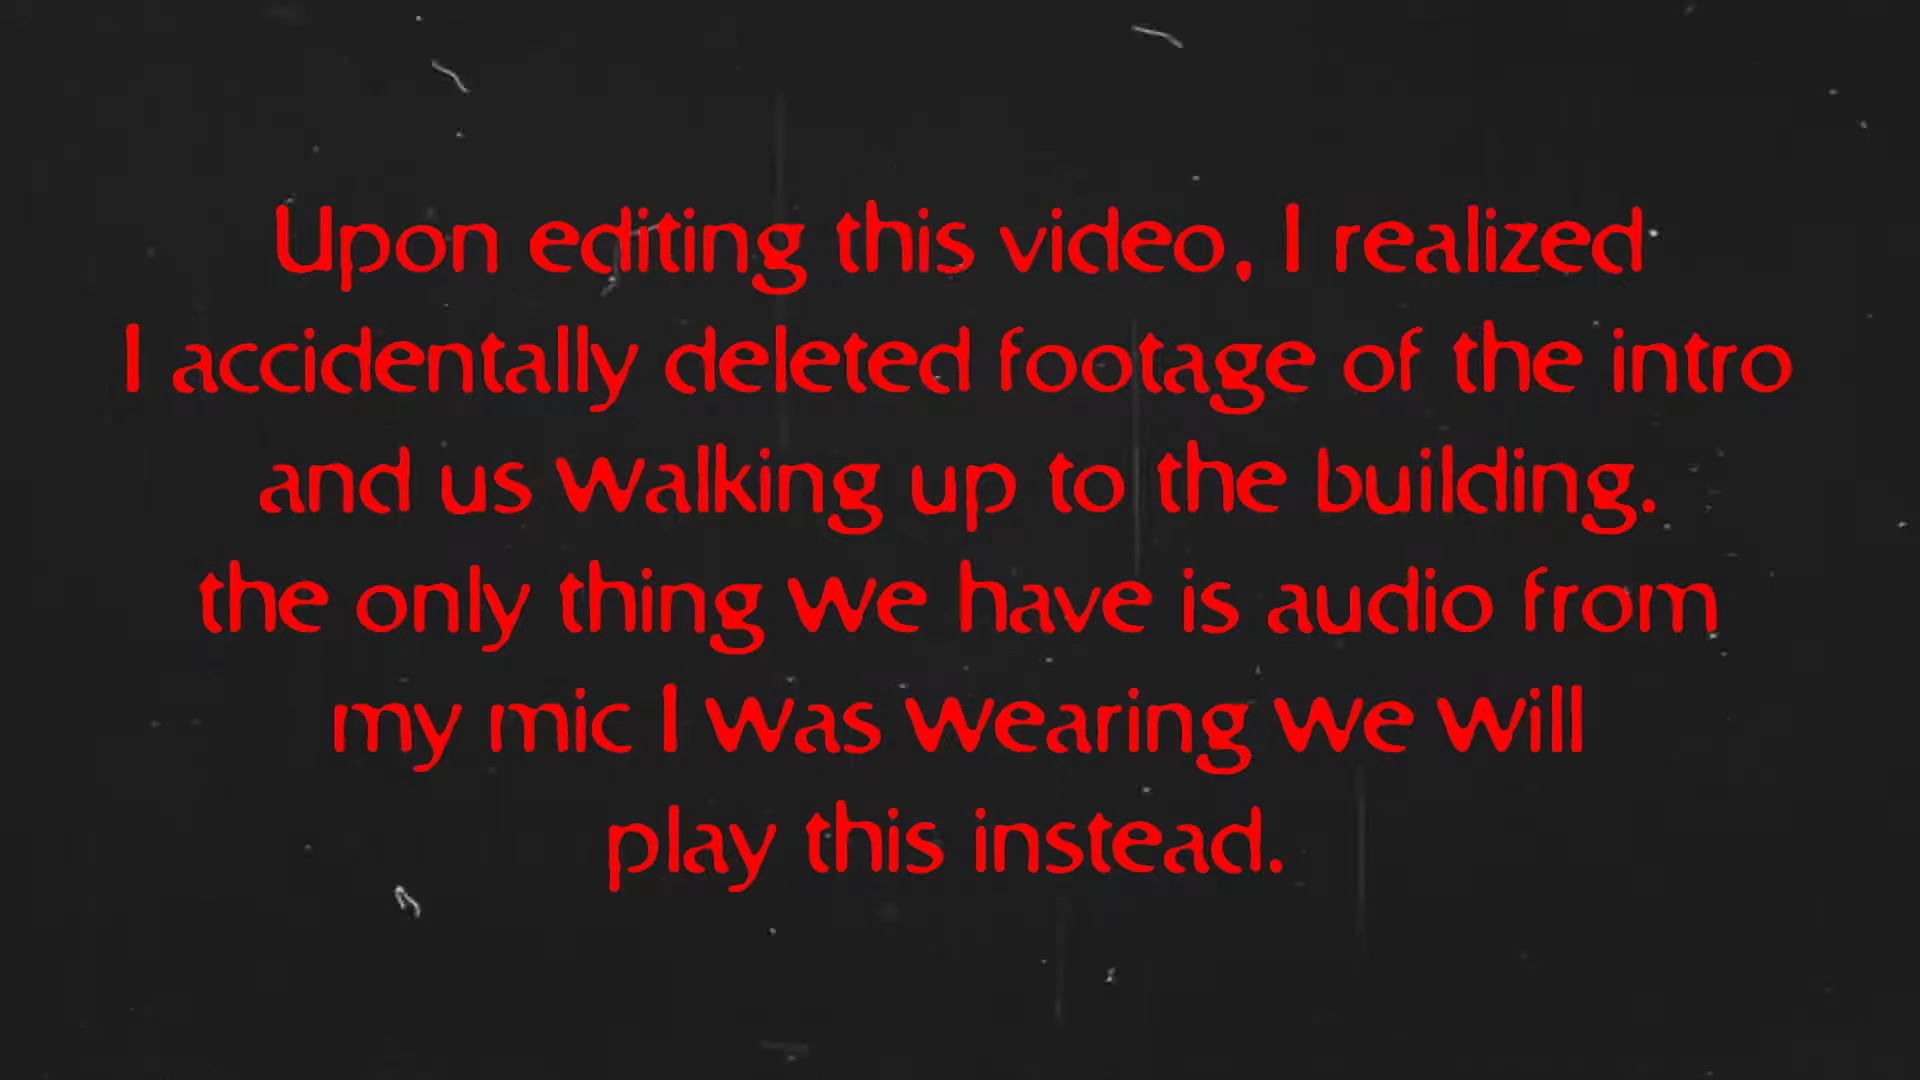 Upon editing this video, I realized
I accidentally deleted footage of the intro
and us walking up to the building.
the only thing we have is audio from
my mic I was wearing we will
play this instead.